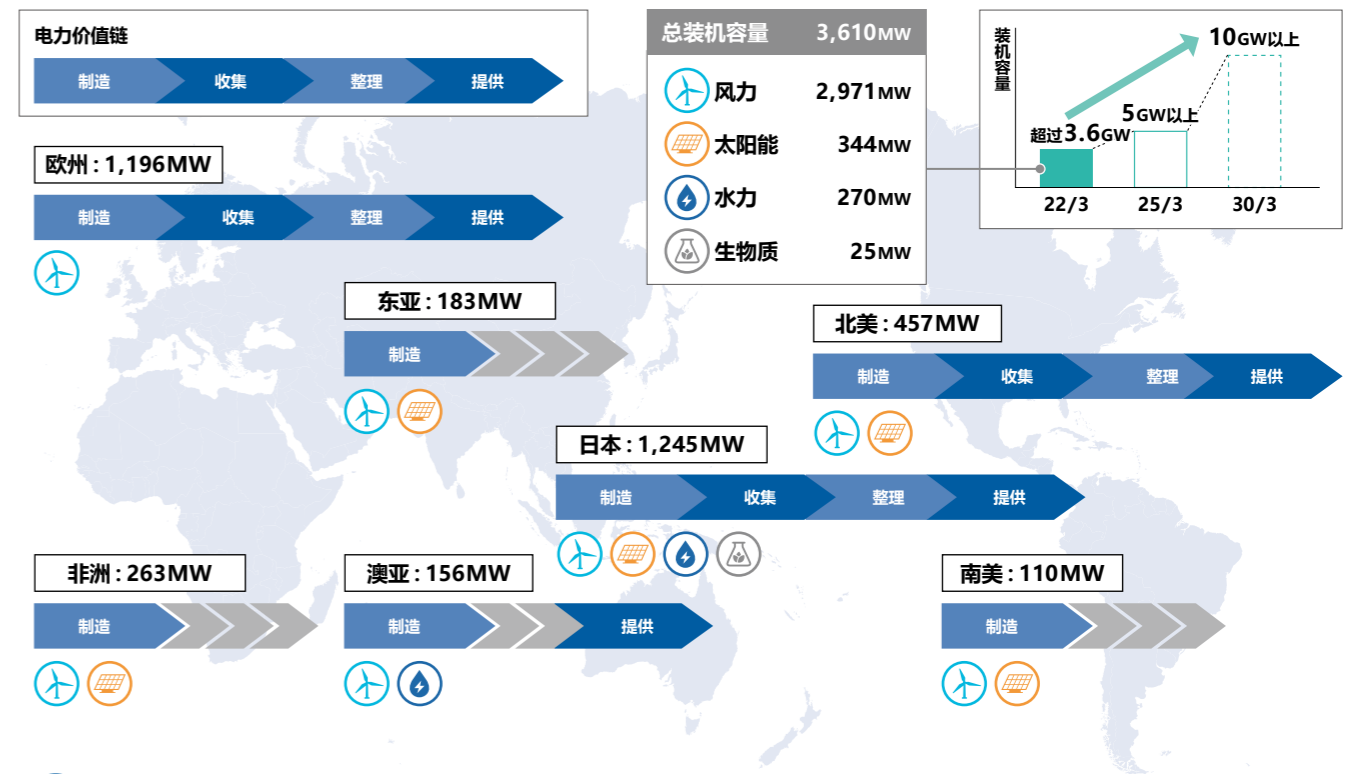 电力价值链
制造 收集 整理 提供
总装机容量 3,610MW
风力 2,971MW
太阳能 344MW
水力 270MW
生物质 25MW
装机容量
10GW以上
5GW以上
超过3.6GW
22/3 25/3 30/3
欧州:1,196MW
制造 收集 整理 提供
东亚:183MW
制造
北美:457MW
制造 收集 整理 提供
日本:1,245MW
制造 收集 整理 提供
非洲:263MW
制造
澳亚:156MW
制造 提供
南美:110MW
制造